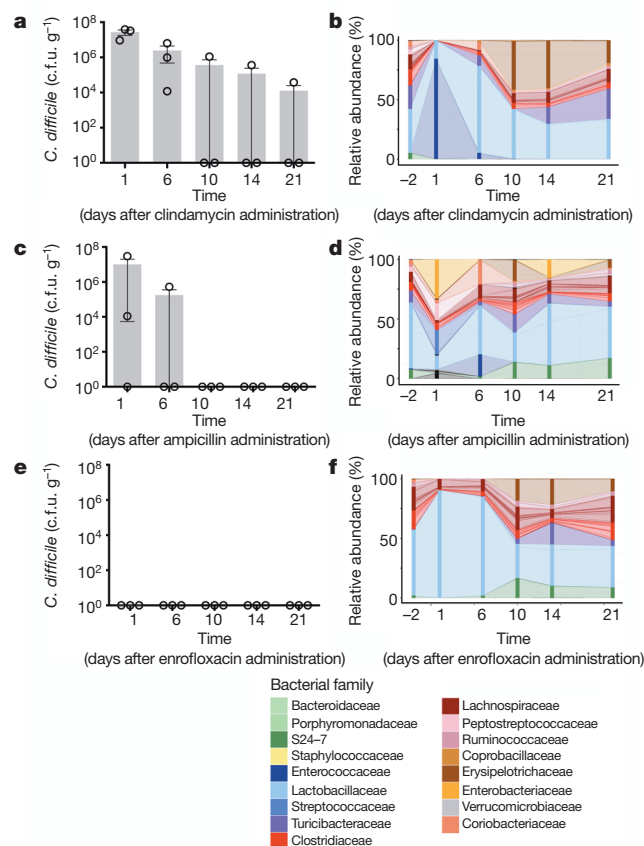 a
C. difficile (c.f.u. g⁻¹)
10⁸
10⁶
10⁴
10²
10⁰
1 6 10 14 21
Time
(days after clindamycin administration)
b
Relative abundance (%)
100
50
0
−2 1 6 10 14 21
Time
(days after clindamycin administration)
c
C. difficile (c.f.u. g⁻¹)
10⁸
10⁶
10⁴
10²
10⁰
1 6 10 14 21
Time
(days after ampicillin administration)
d
Relative abundance (%)
100
50
0
−2 1 6 10 14 21
Time
(days after ampicillin administration)
e
C. difficile (c.f.u. g⁻¹)
10⁸
10⁶
10⁴
10²
10⁰
1 6 10 14 21
Time
(days after enrofloxacin administration)
f
Relative abundance (%)
100
50
0
−2 1 6 10 14 21
Time
(days after enrofloxacin administration)
Bacterial family
Bacteroidaceae
Porphyromonadaceae
S24–7
Staphylococcaceae
Enterococcaceae
Lactobacillaceae
Streptococcaceae
Turicibacteraceae
Clostridiaceae
Lachnospiraceae
Peptostreptococcaceae
Ruminococcaceae
Coprobacillaceae
Erysipelotrichaceae
Enterobacteriaceae
Verrucomicrobiaceae
Coriobacteriaceae